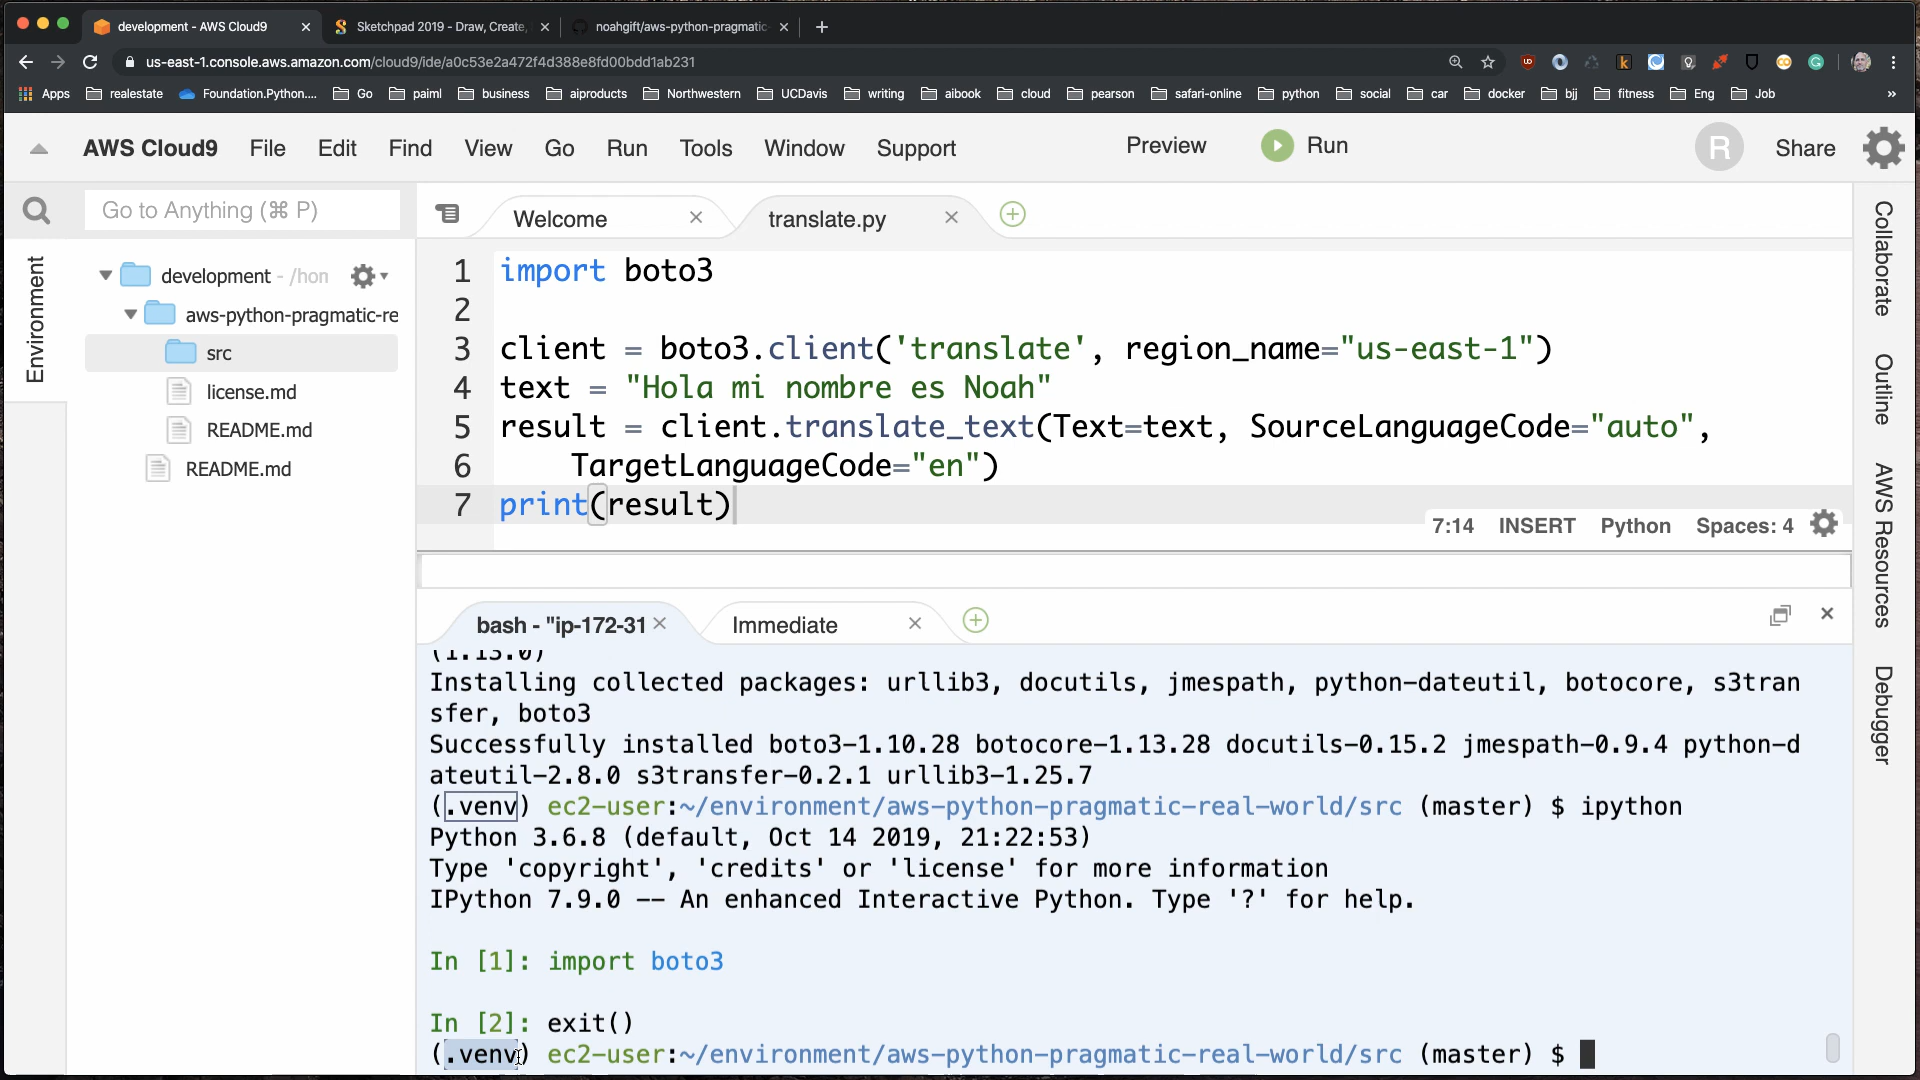 development - AWS Cloud9
Sketchpad 2019 - Draw, Create,
noahgift/aws-python-pragmatic-
us-east-1.console.aws.amazon.com/cloud9/ide/a0c53e2a472f4d388e8fd00bdd1ab231
Apps realestate Foundation.Python.... Go paiml business aiproducts Northwestern UCDavis writing aibook cloud pearson safari-online python social car docker bjj fitness Eng Job »
AWS Cloud9 File Edit Find View Go Run Tools Window Support Preview Run R Share
Go to Anything (⌘ P)
Welcome
translate.py
Environment
development - /hon
aws-python-pragmatic-re
src
license.md
README.md
README.md
1 import boto3
2
3 client = boto3.client('translate', region_name="us-east-1")
4 text = "Hola mi nombre es Noah"
5 result = client.translate_text(Text=text, SourceLanguageCode="auto",
6 TargetLanguageCode="en")
7 print(result)
7:14 INSERT Python Spaces: 4
Collaborate
Outline
AWS Resources
Debugger
bash - "ip-172-31
Immediate
(1.13.0)
Installing collected packages: urllib3, docutils, jmespath, python-dateutil, botocore, s3tran
sfer, boto3
Successfully installed boto3-1.10.28 botocore-1.13.28 docutils-0.15.2 jmespath-0.9.4 python-d
ateutil-2.8.0 s3transfer-0.2.1 urllib3-1.25.7
(.venv) ec2-user:~/environment/aws-python-pragmatic-real-world/src (master) $ ipython
Python 3.6.8 (default, Oct 14 2019, 21:22:53)
Type 'copyright', 'credits' or 'license' for more information
IPython 7.9.0 -- An enhanced Interactive Python. Type '?' for help.
In [1]: import boto3
In [2]: exit()
(.venv) ec2-user:~/environment/aws-python-pragmatic-real-world/src (master) $